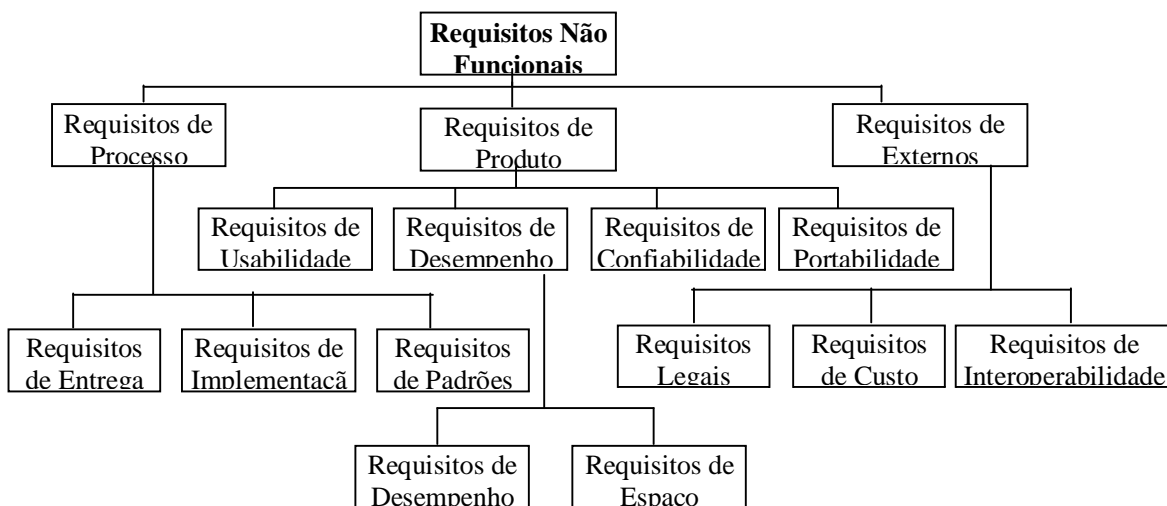 Requisitos Não
Funcionais
Requisitos de
Processo
Requisitos de
Produto
Requisitos de
Externos
Requisitos de
Usabilidade
Requisitos de
Desempenho
Requisitos de
Confiabilidade
Requisitos de
Portabilidade
Requisitos
de Entrega
Requisitos de
Implementaçã
Requisitos
de Padrões
Requisitos
Legais
Requisitos
de Custo
Requisitos de
Interoperabilidade
Requisitos de
Desempenho
Requisitos de
Espaço